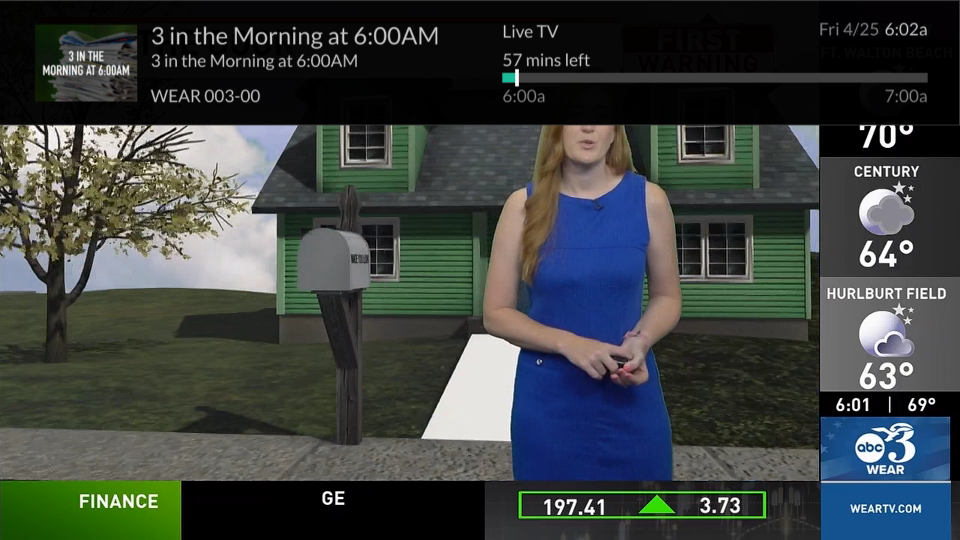 3 IN THE
MORNING AT 6:00AM
3 in the Morning at 6:00AM
3 in the Morning at 6:00AM
WEAR 003-00
Live TV
57 mins left
6:00a
7:00a
Fri 4/25 6:02a
FIRST
WARNING
FT. WALTON BEACH
70°
CENTURY
64°
HURLBURT FIELD
63°
6:01 | 69°
abc 3
WEAR
WEARTV.COM
FINANCE
GE
197.41 3.73